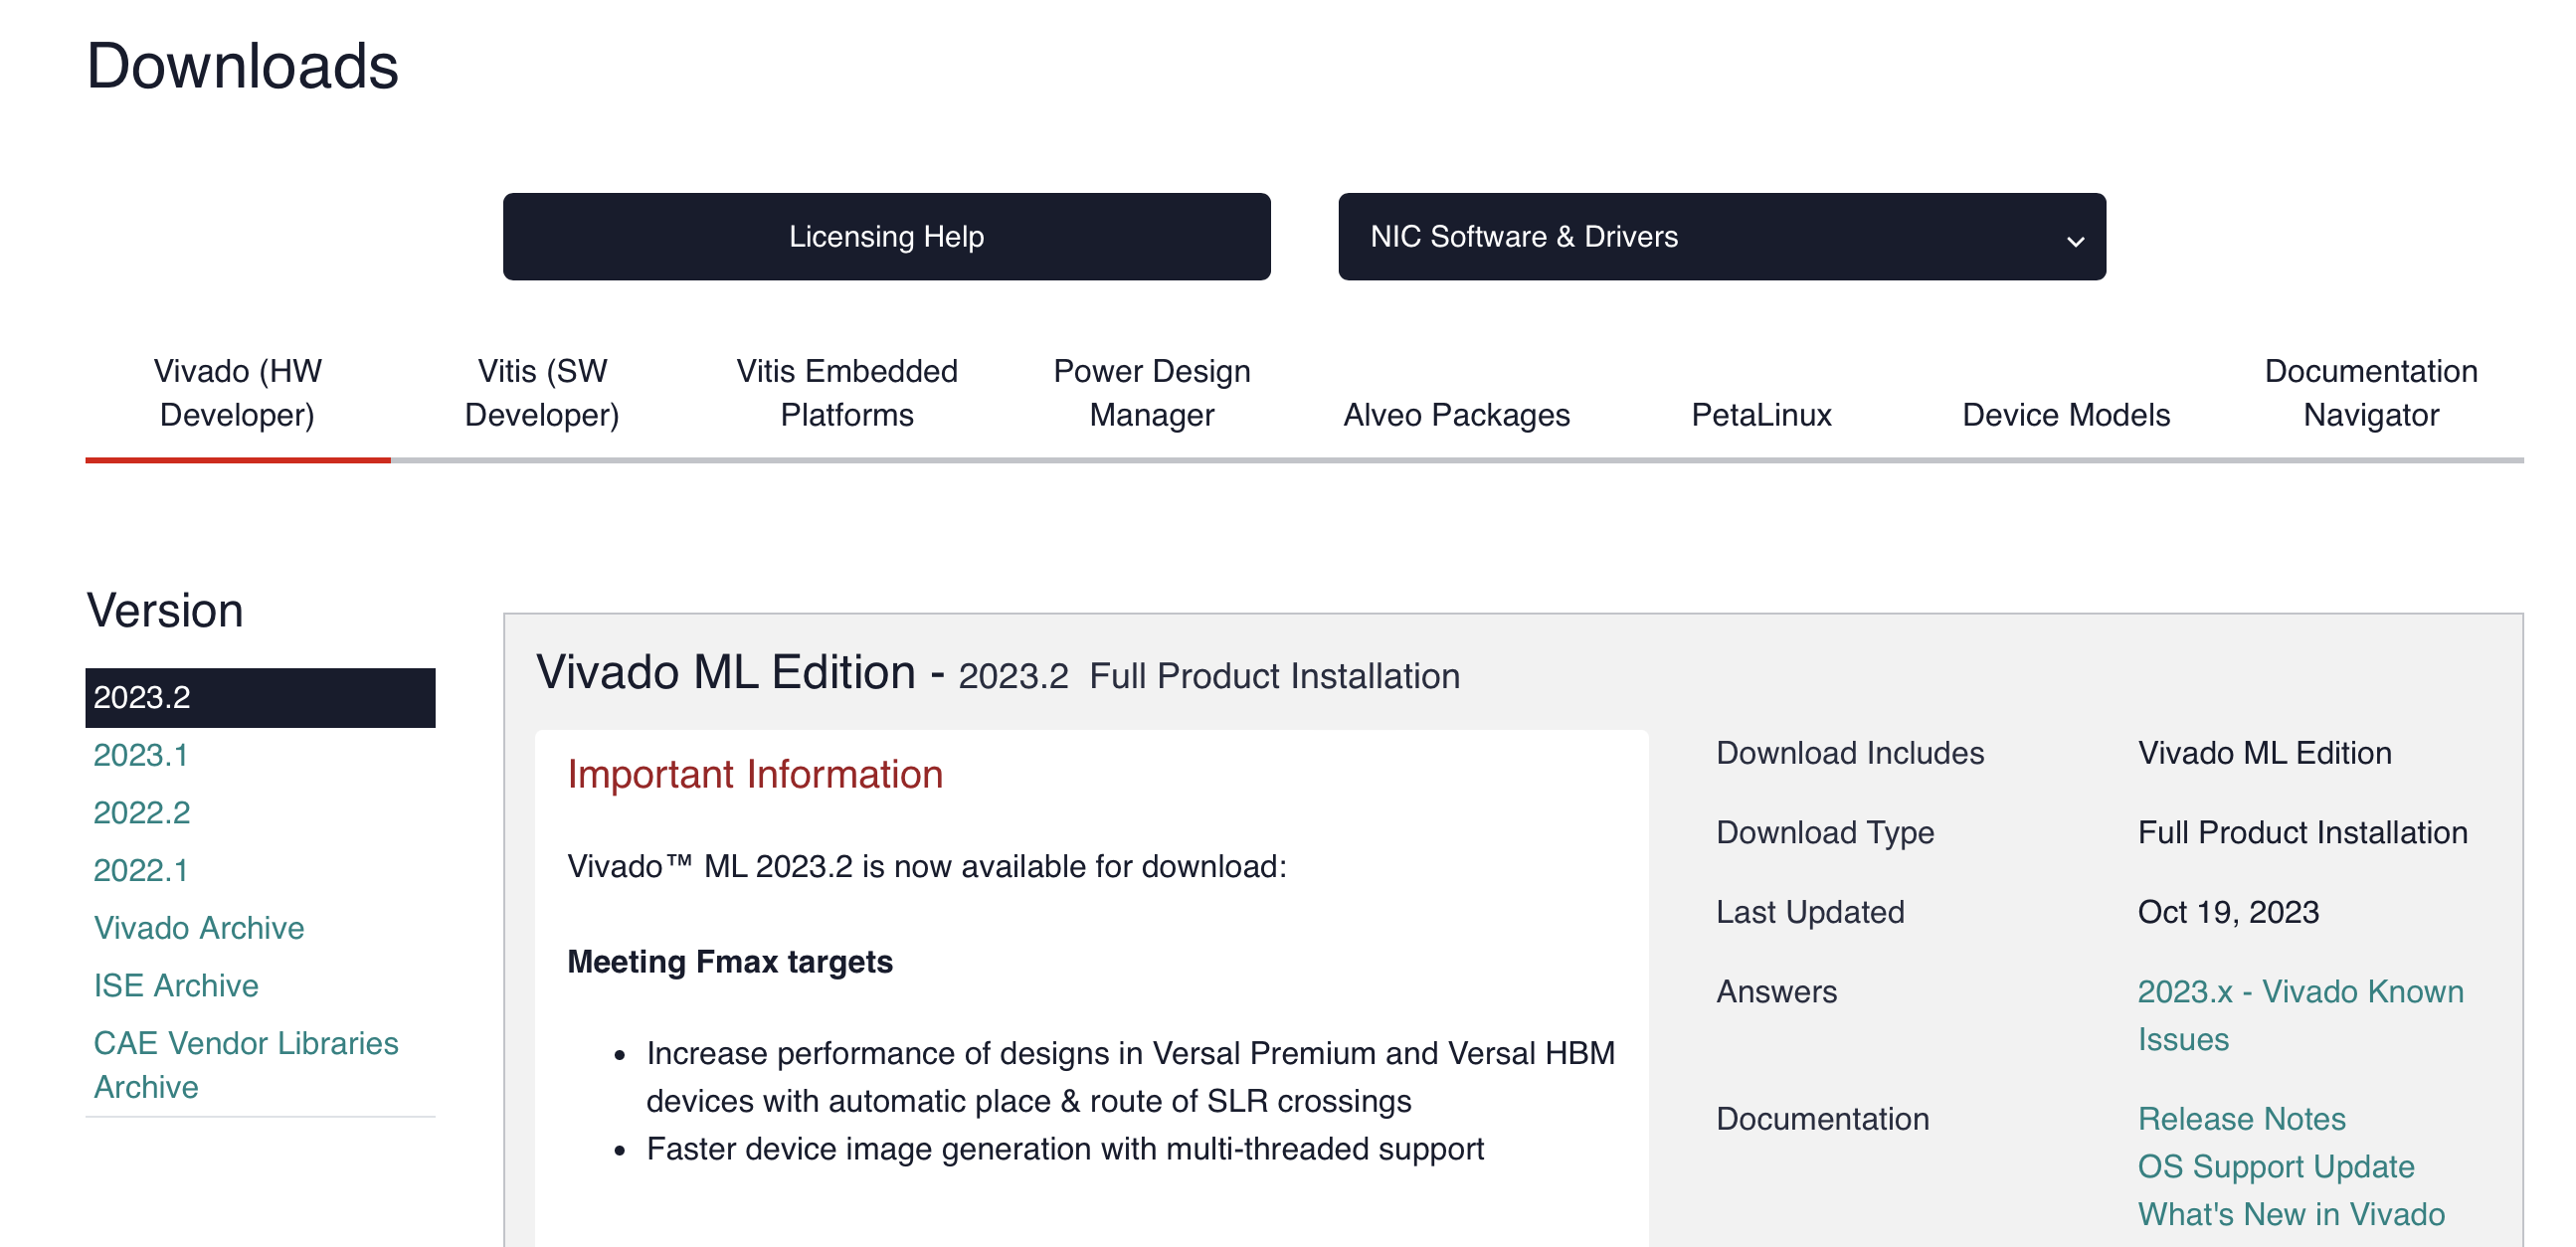 Downloads
Licensing Help
NIC Software & Drivers
Vivado (HW
Developer)
Vitis (SW
Developer)
Vitis Embedded
Platforms
Power Design
Manager
Alveo Packages
PetaLinux
Device Models
Documentation
Navigator
Version
2023.2
2023.1
2022.2
2022.1
Vivado Archive
ISE Archive
CAE Vendor Libraries
Archive
Vivado ML Edition - 2023.2 Full Product Installation
Important Information
Vivado™ ML 2023.2 is now available for download:
Meeting Fmax targets
• Increase performance of designs in Versal Premium and Versal HBM
devices with automatic place & route of SLR crossings
• Faster device image generation with multi-threaded support
Download Includes Vivado ML Edition
Download Type Full Product Installation
Last Updated Oct 19, 2023
Answers 2023.x - Vivado Known
Issues
Documentation Release Notes
OS Support Update
What's New in Vivado